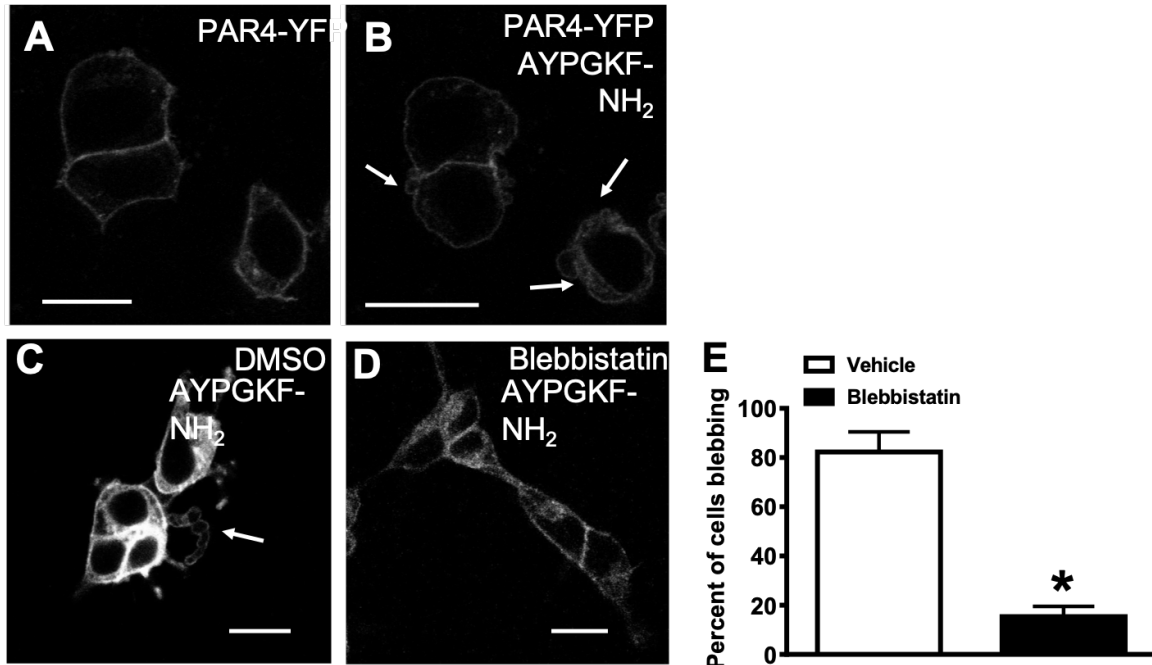 A
PAR4-YFP
B
PAR4-YFP
AYPGKF-
NH₂
C
DMSO
AYPGKF-
NH₂
D
Blebbistatin
AYPGKF-
NH₂
E
Vehicle
Blebbistatin
Percent of cells blebbing
100
80
60
40
20
0
*